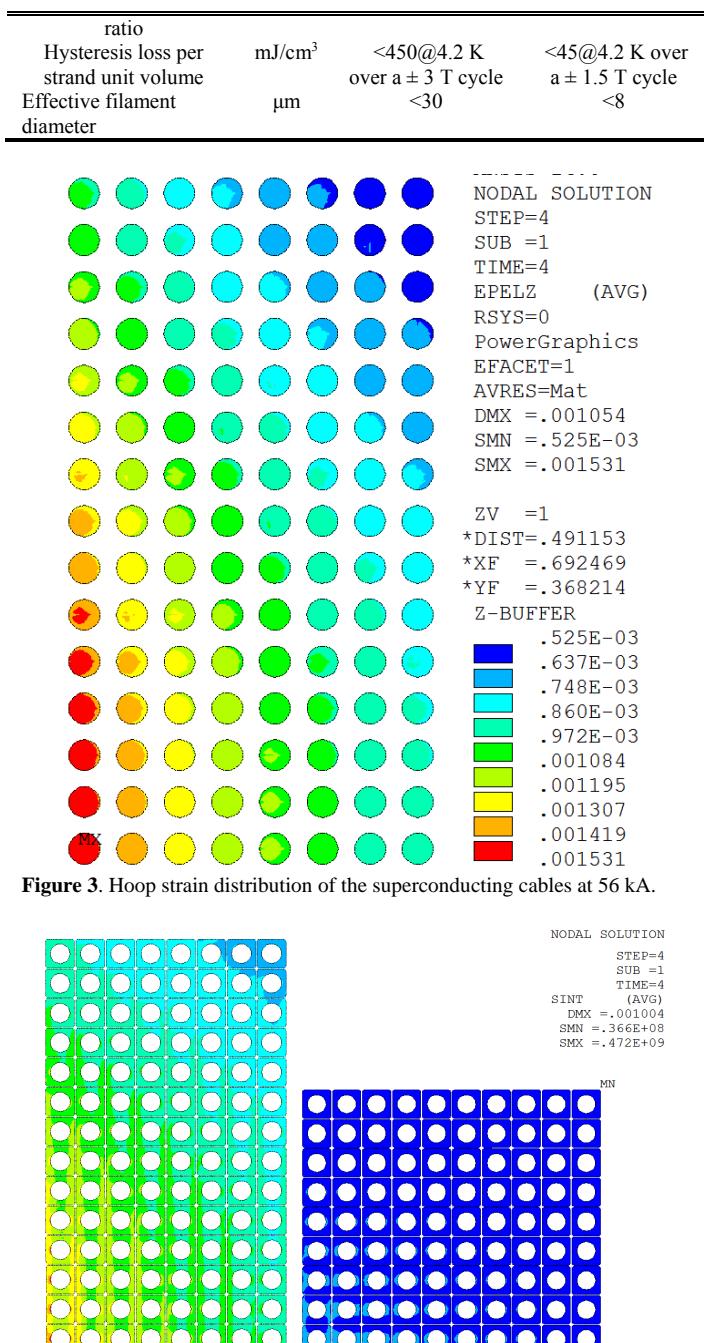 ratio
Hysteresis loss per mJ/cm³ <450@4.2 K <45@4.2 K over
strand unit volume over a ± 3 T cycle a ± 1.5 T cycle
Effective filament μm <30 <8
diameter
NODAL SOLUTION
STEP=4
SUB =1
TIME=4
EPELZ (AVG)
RSYS=0
PowerGraphics
EFACET=1
AVRES=Mat
DMX =.001054
SMN =.525E-03
SMX =.001531
ZV =1
*DIST=.491153
*XF =.692469
*YF =.368214
Z-BUFFER
.525E-03
.637E-03
.748E-03
.860E-03
.972E-03
.001084
.001195
.001307
.001419
.001531
MX
Figure 3. Hoop strain distribution of the superconducting cables at 56 kA.
NODAL SOLUTION
STEP=4
SUB =1
TIME=4
SINT (AVG)
DMX =.001004
SMN =.366E+08
SMX =.472E+09
MN